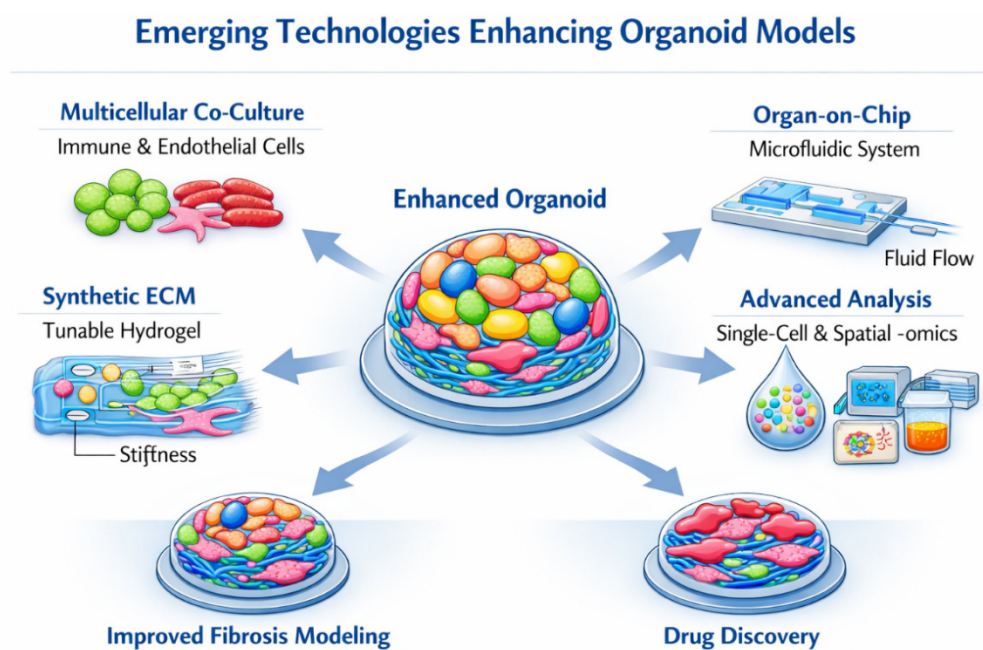 Emerging Technologies Enhancing Organoid Models
Multicellular Co-Culture
Immune & Endothelial Cells
Organ-on-Chip
Microfluidic System
Fluid Flow
Enhanced Organoid
Synthetic ECM
Tunable Hydrogel
Stiffness
Advanced Analysis
Single-Cell & Spatial -omics
Improved Fibrosis Modeling
Drug Discovery